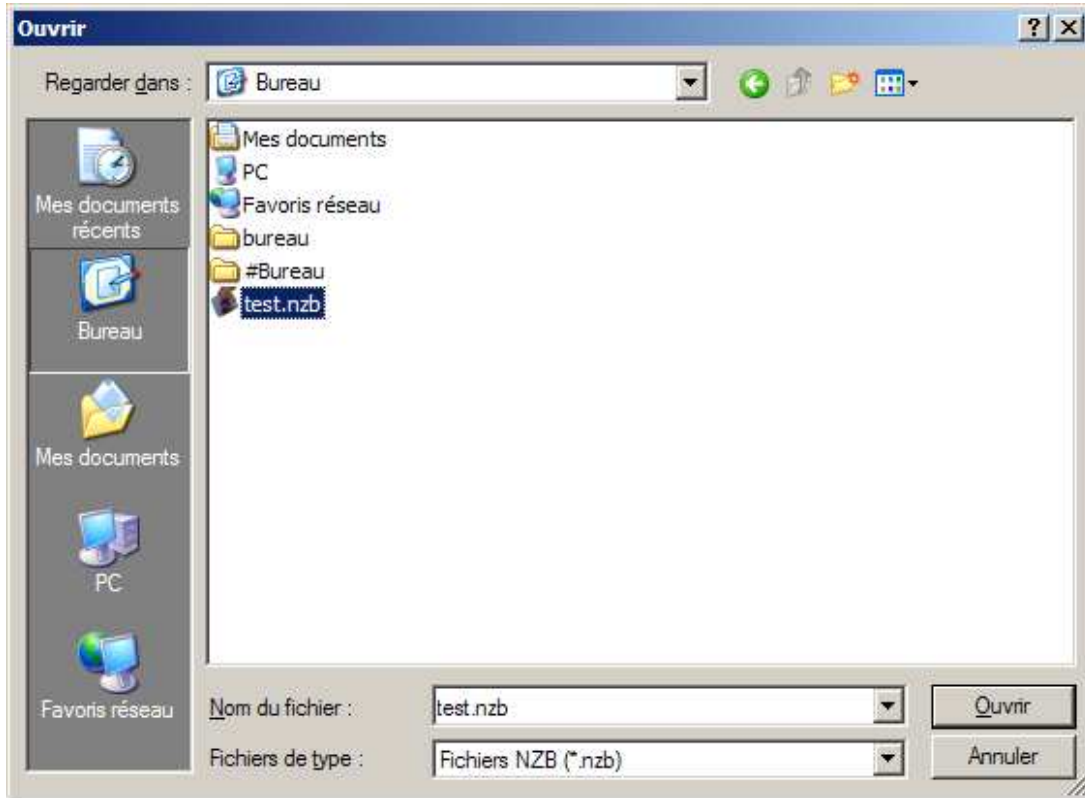 Ouvrir
Regarder dans :
Bureau
Mes documents
récents
Bureau
Mes documents
PC
Favoris réseau
Mes documents
PC
Favoris réseau
bureau
#Bureau
test.nzb
Nom du fichier :
test.nzb
Ouvrir
Fichiers de type :
Fichiers NZB (*.nzb)
Annuler